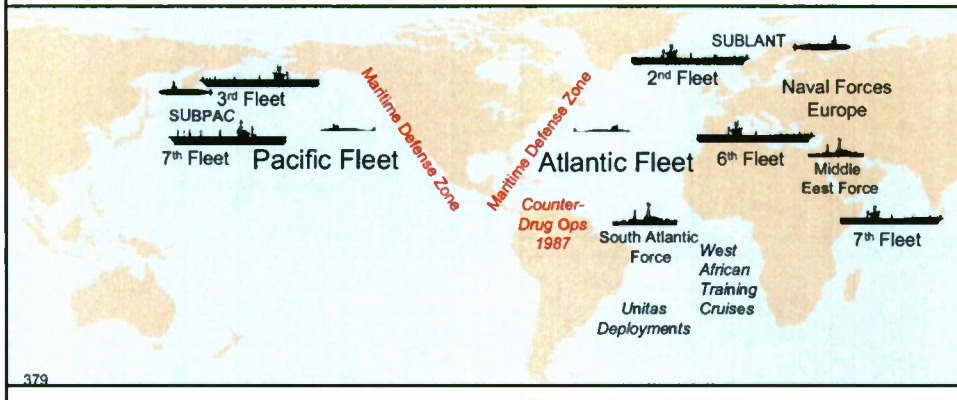 SUBLANT
2nd Fleet
Naval Forces
Europe
3rd Fleet
SUBPAC
7th Fleet
Pacific Fleet
Maritime Defense Zone
Maritime Defense Zone
Atlantic Fleet
6th Fleet
Middle
Eest Force
Counter-
Drug Ops
1987
South Atlantic
Force
7th Fleet
West
African
Training
Cruises
Unitas
Deployments
379